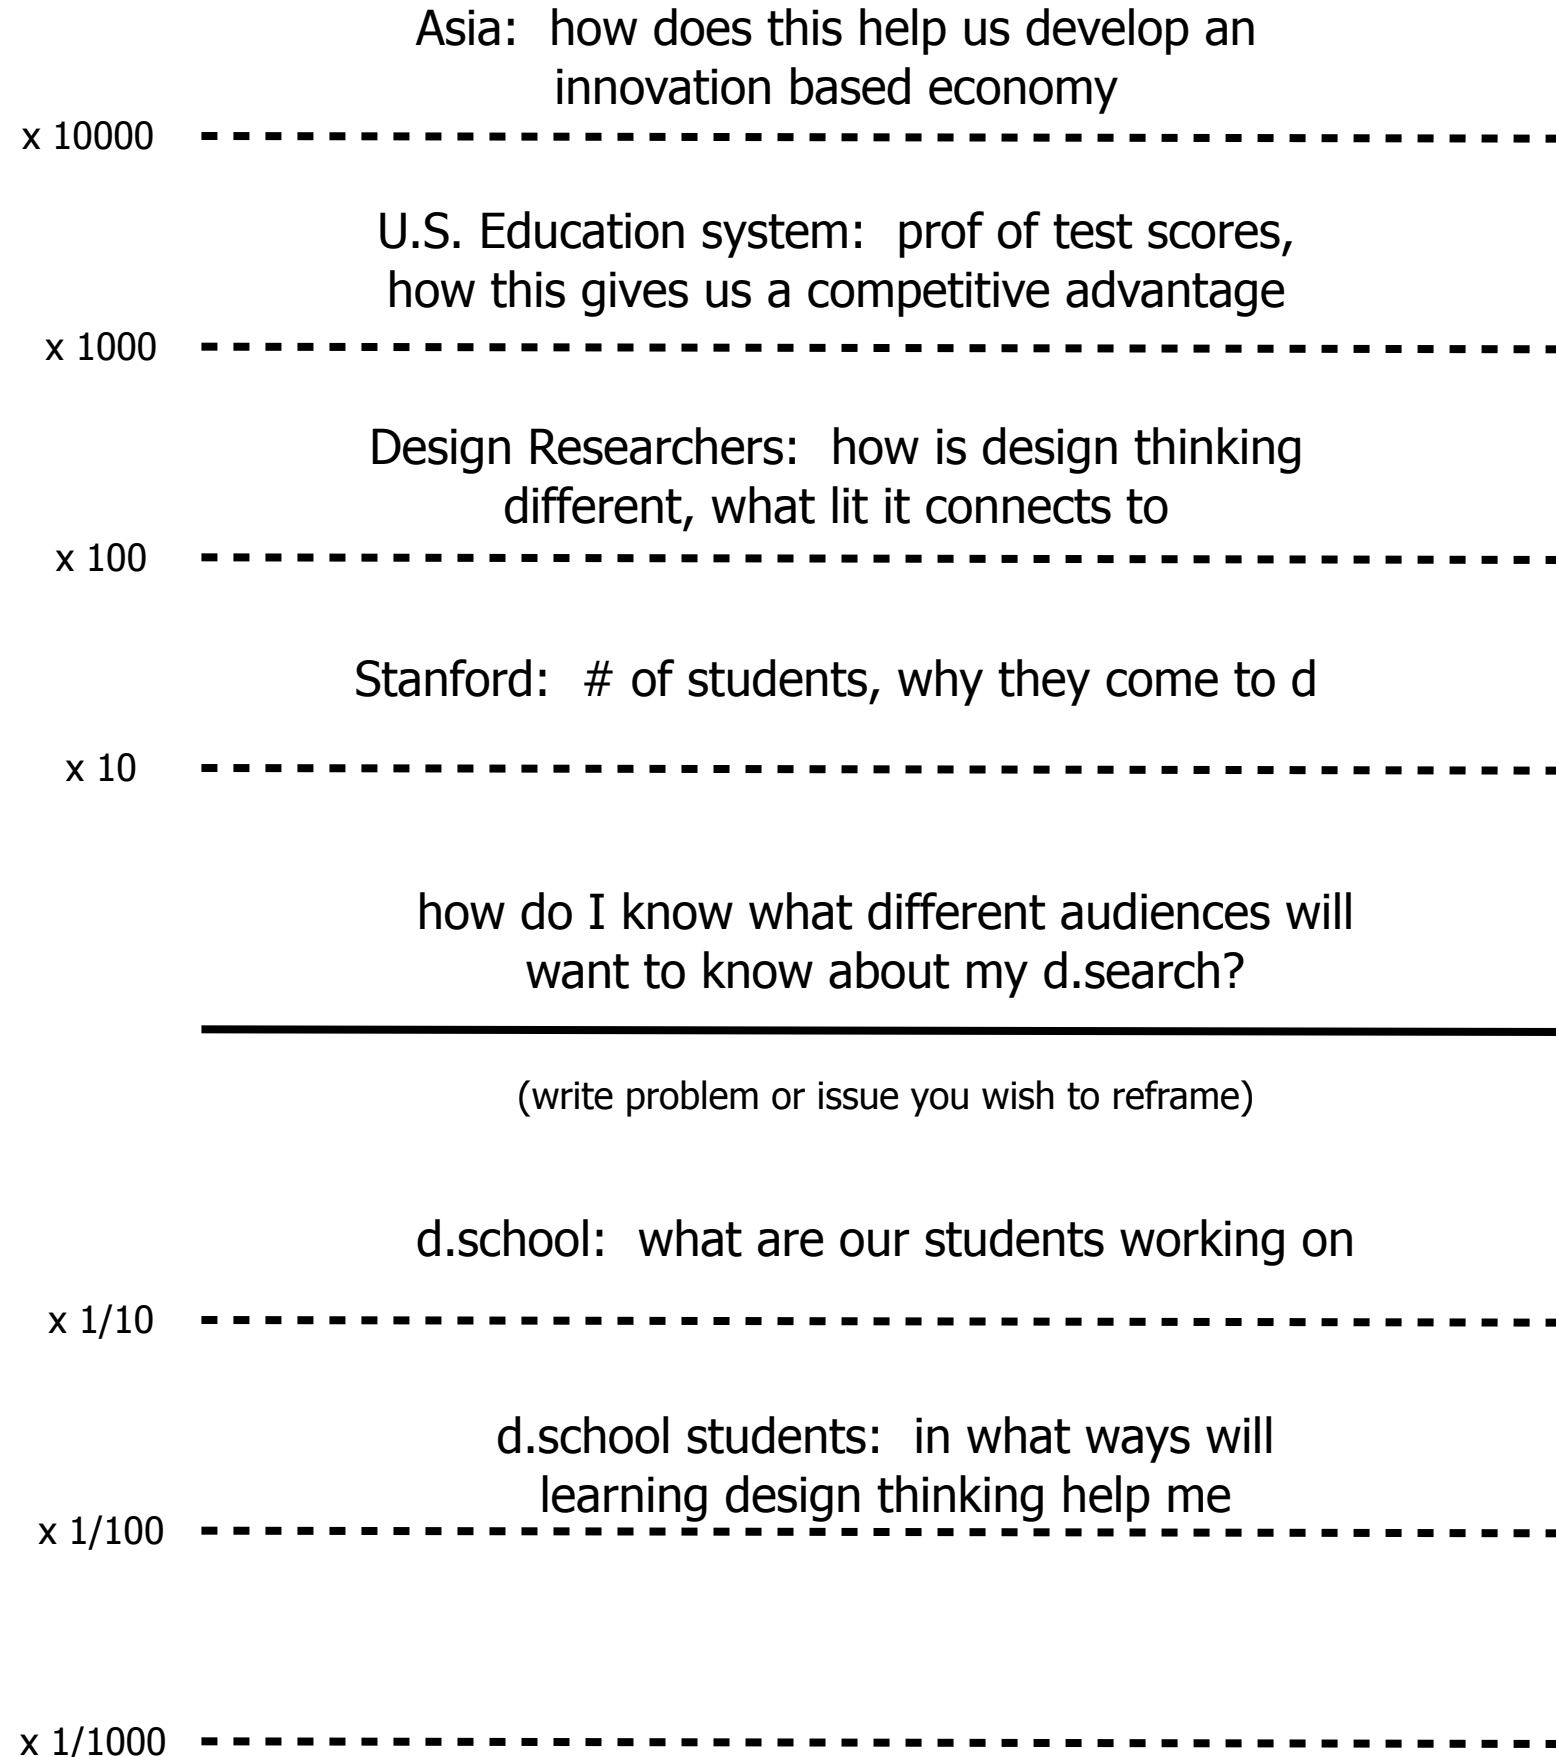 Asia:  how does this help us develop an
innovation based economy
x 10000
U.S. Education system:  prof of test scores,
how this gives us a competitive advantage
x 1000
Design Researchers:  how is design thinking
different, what lit it connects to
x 100
Stanford:  # of students, why they come to d
x 10
how do I know what different audiences will
want to know about my d.search?
(write problem or issue you wish to reframe)
d.school:  what are our students working on
x 1/10
d.school students:  in what ways will
learning design thinking help me
x 1/100
x 1/1000